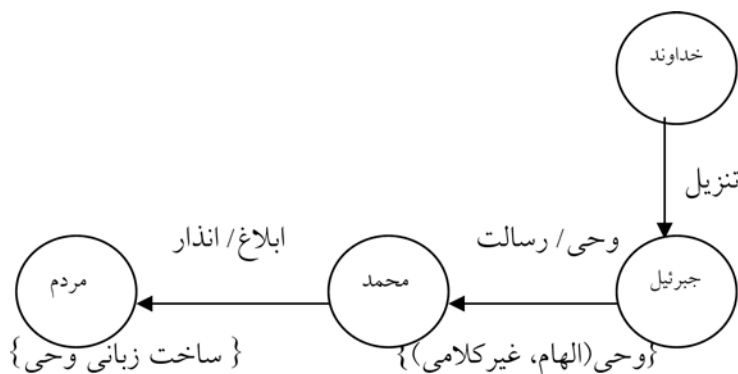 خداوند
تنزیل
وحی/ رسالت
ابلاغ/ انذار
جبرئیل
محمد
مردم
{وحی(الهام، غیرکلامی)}
{ ساخت زبانی وحی}